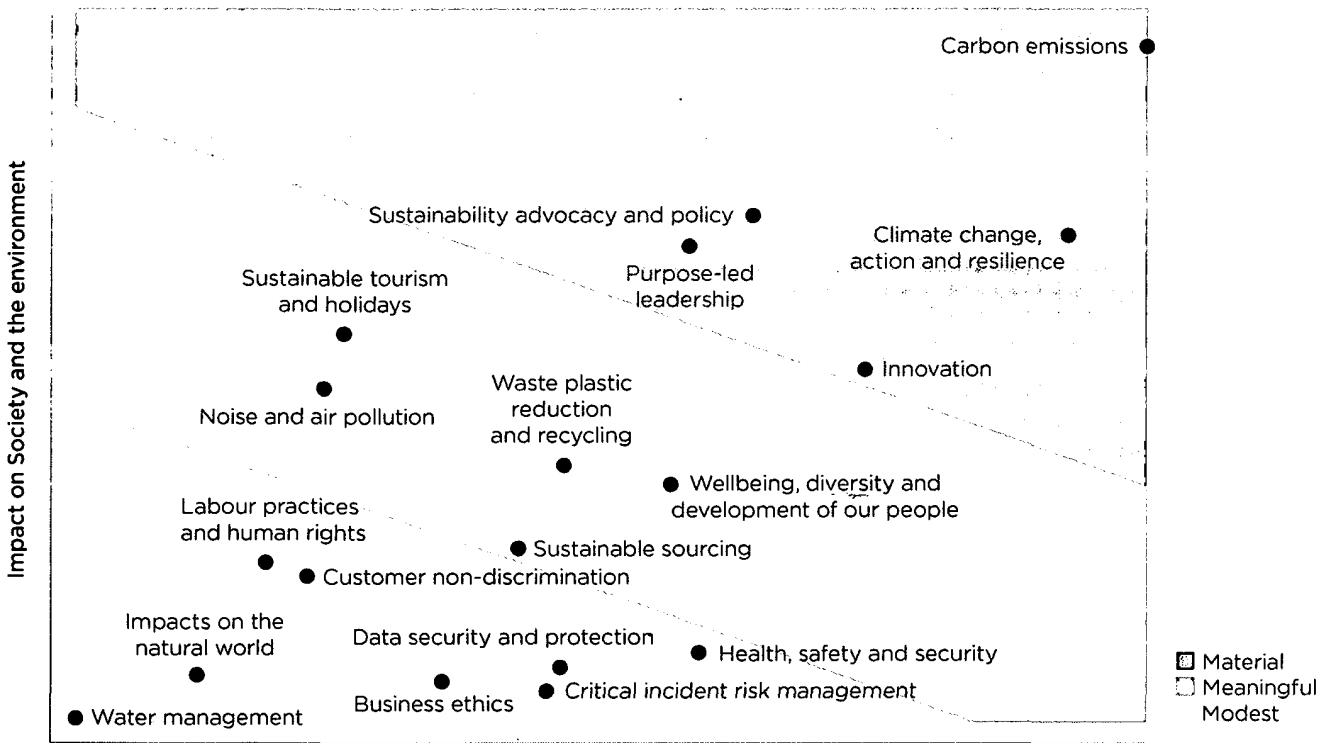 Impact on Society and the environment
Carbon emissions
Sustainability advocacy and policy
Climate change,
action and resilience
Purpose-led
leadership
Sustainable tourism
and holidays
Innovation
Noise and air pollution
Waste plastic
reduction
and recycling
Wellbeing, diversity and
development of our people
Labour practices
and human rights
Sustainable sourcing
Customer non-discrimination
Impacts on the
natural world
Data security and protection
Health, safety and security
Business ethics
Critical incident risk management
Water management
Material
Meaningful
Modest